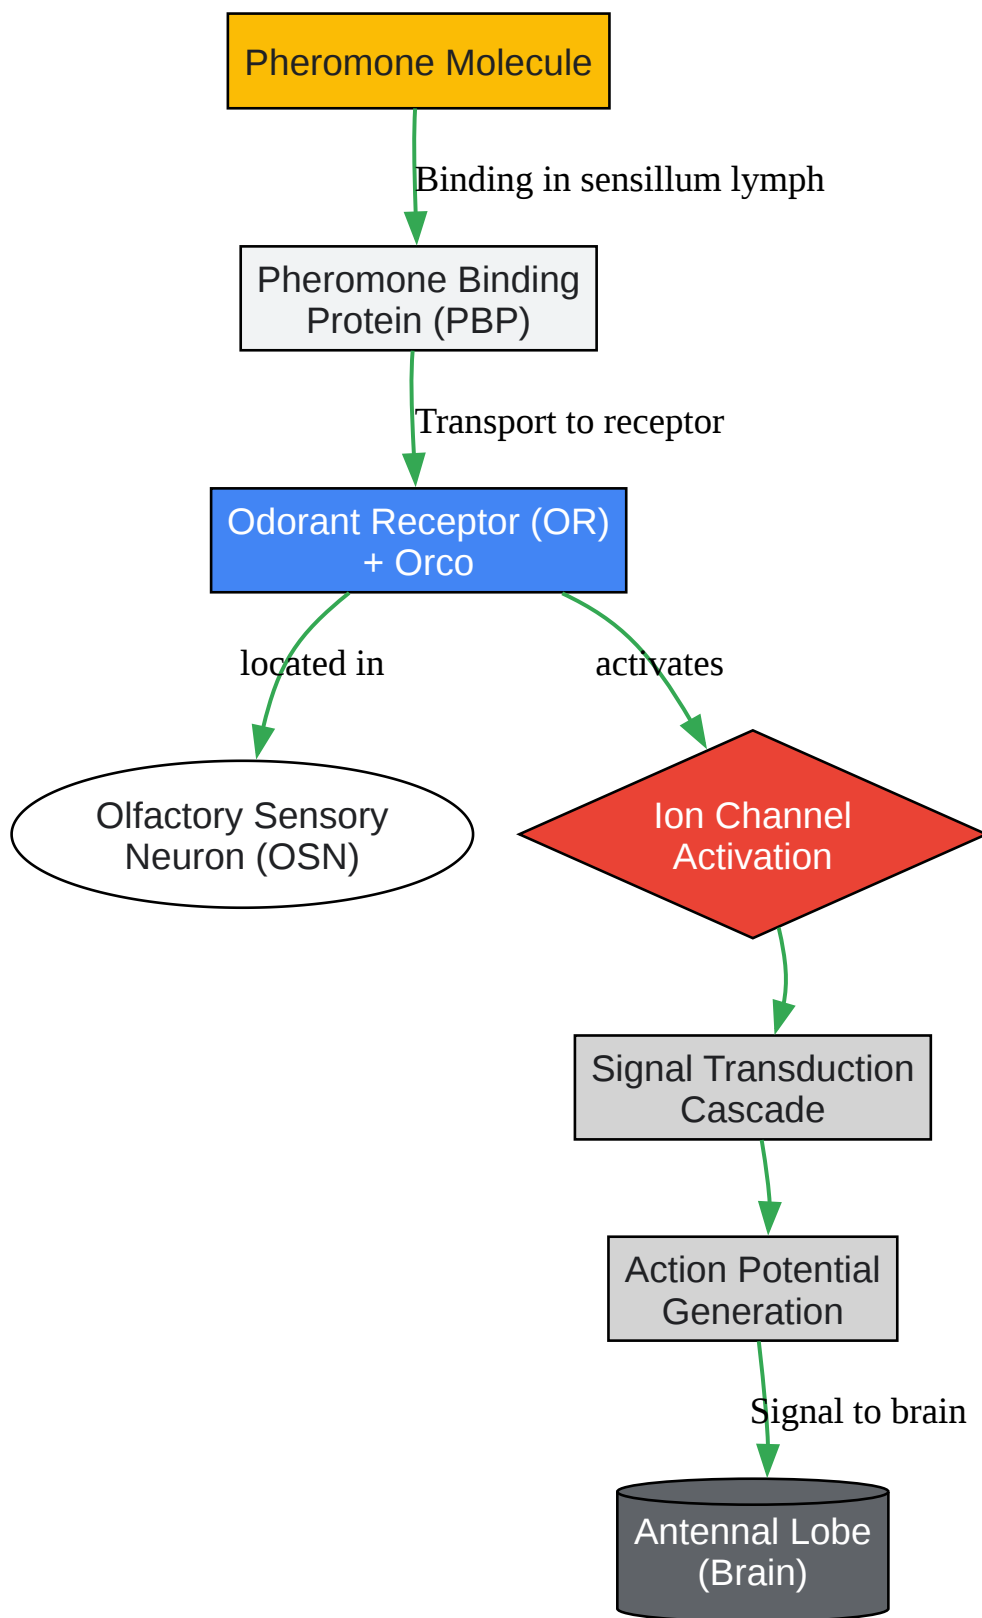 Pheromone Molecule
Binding in sensillum lymph
Pheromone Binding
Protein (PBP)
Transport to receptor
Odorant Receptor (OR)
+ Orco
located in
activates
Olfactory Sensory
Neuron (OSN)
Ion Channel
Activation
Signal Transduction
Cascade
Action Potential
Generation
Signal to brain
Antennal Lobe
(Brain)